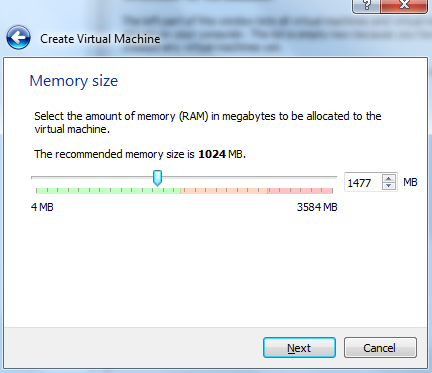 Create Virtual Machine
Memory size
Select the amount of memory (RAM) in megabytes to be allocated to the
virtual machine.
The recommended memory size is 1024 MB.
1477 MB
4 MB 3584 MB
Next Cancel